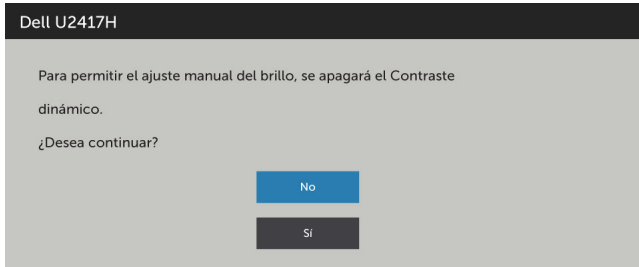 Dell U2417H
Para permitir el ajuste manual del brillo, se apagará el Contraste
dinámico.
¿Desea continuar?
No
Sí